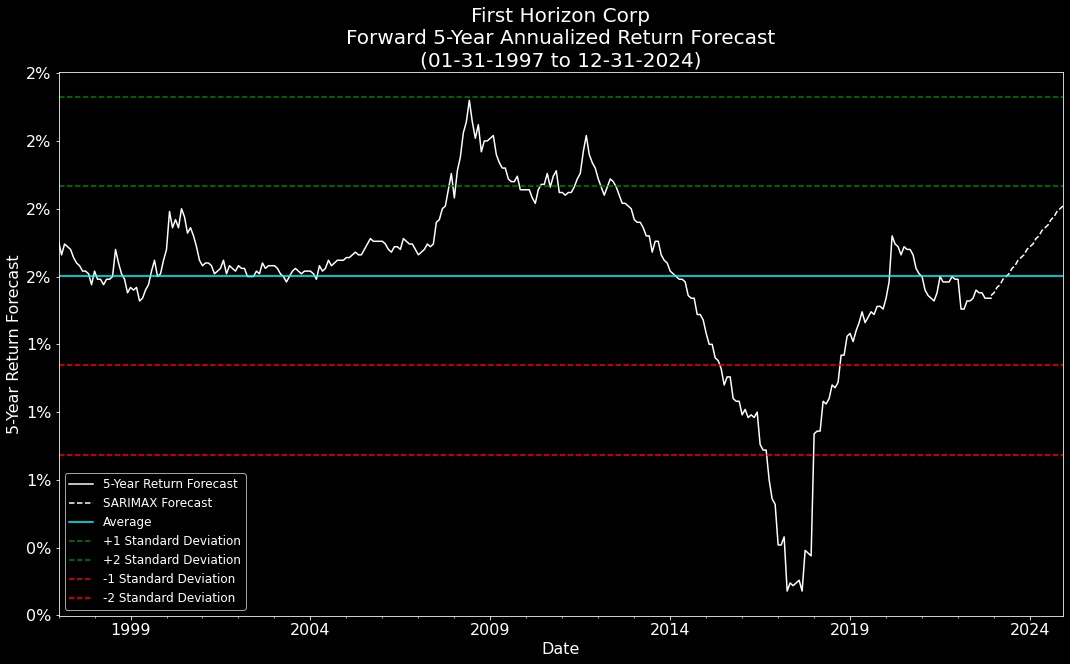 First Horizon Corp
Forward 5-Year Annualized Return Forecast
(01-31-1997 to 12-31-2024)
2%
2%
2%
2%
1%
1%
1%
0%
0%
5-Year Return Forecast
5-Year Return Forecast
SARIMAX Forecast
Average
+1 Standard Deviation
+2 Standard Deviation
-1 Standard Deviation
-2 Standard Deviation
1999
2004
2009
2014
2019
2024
Date